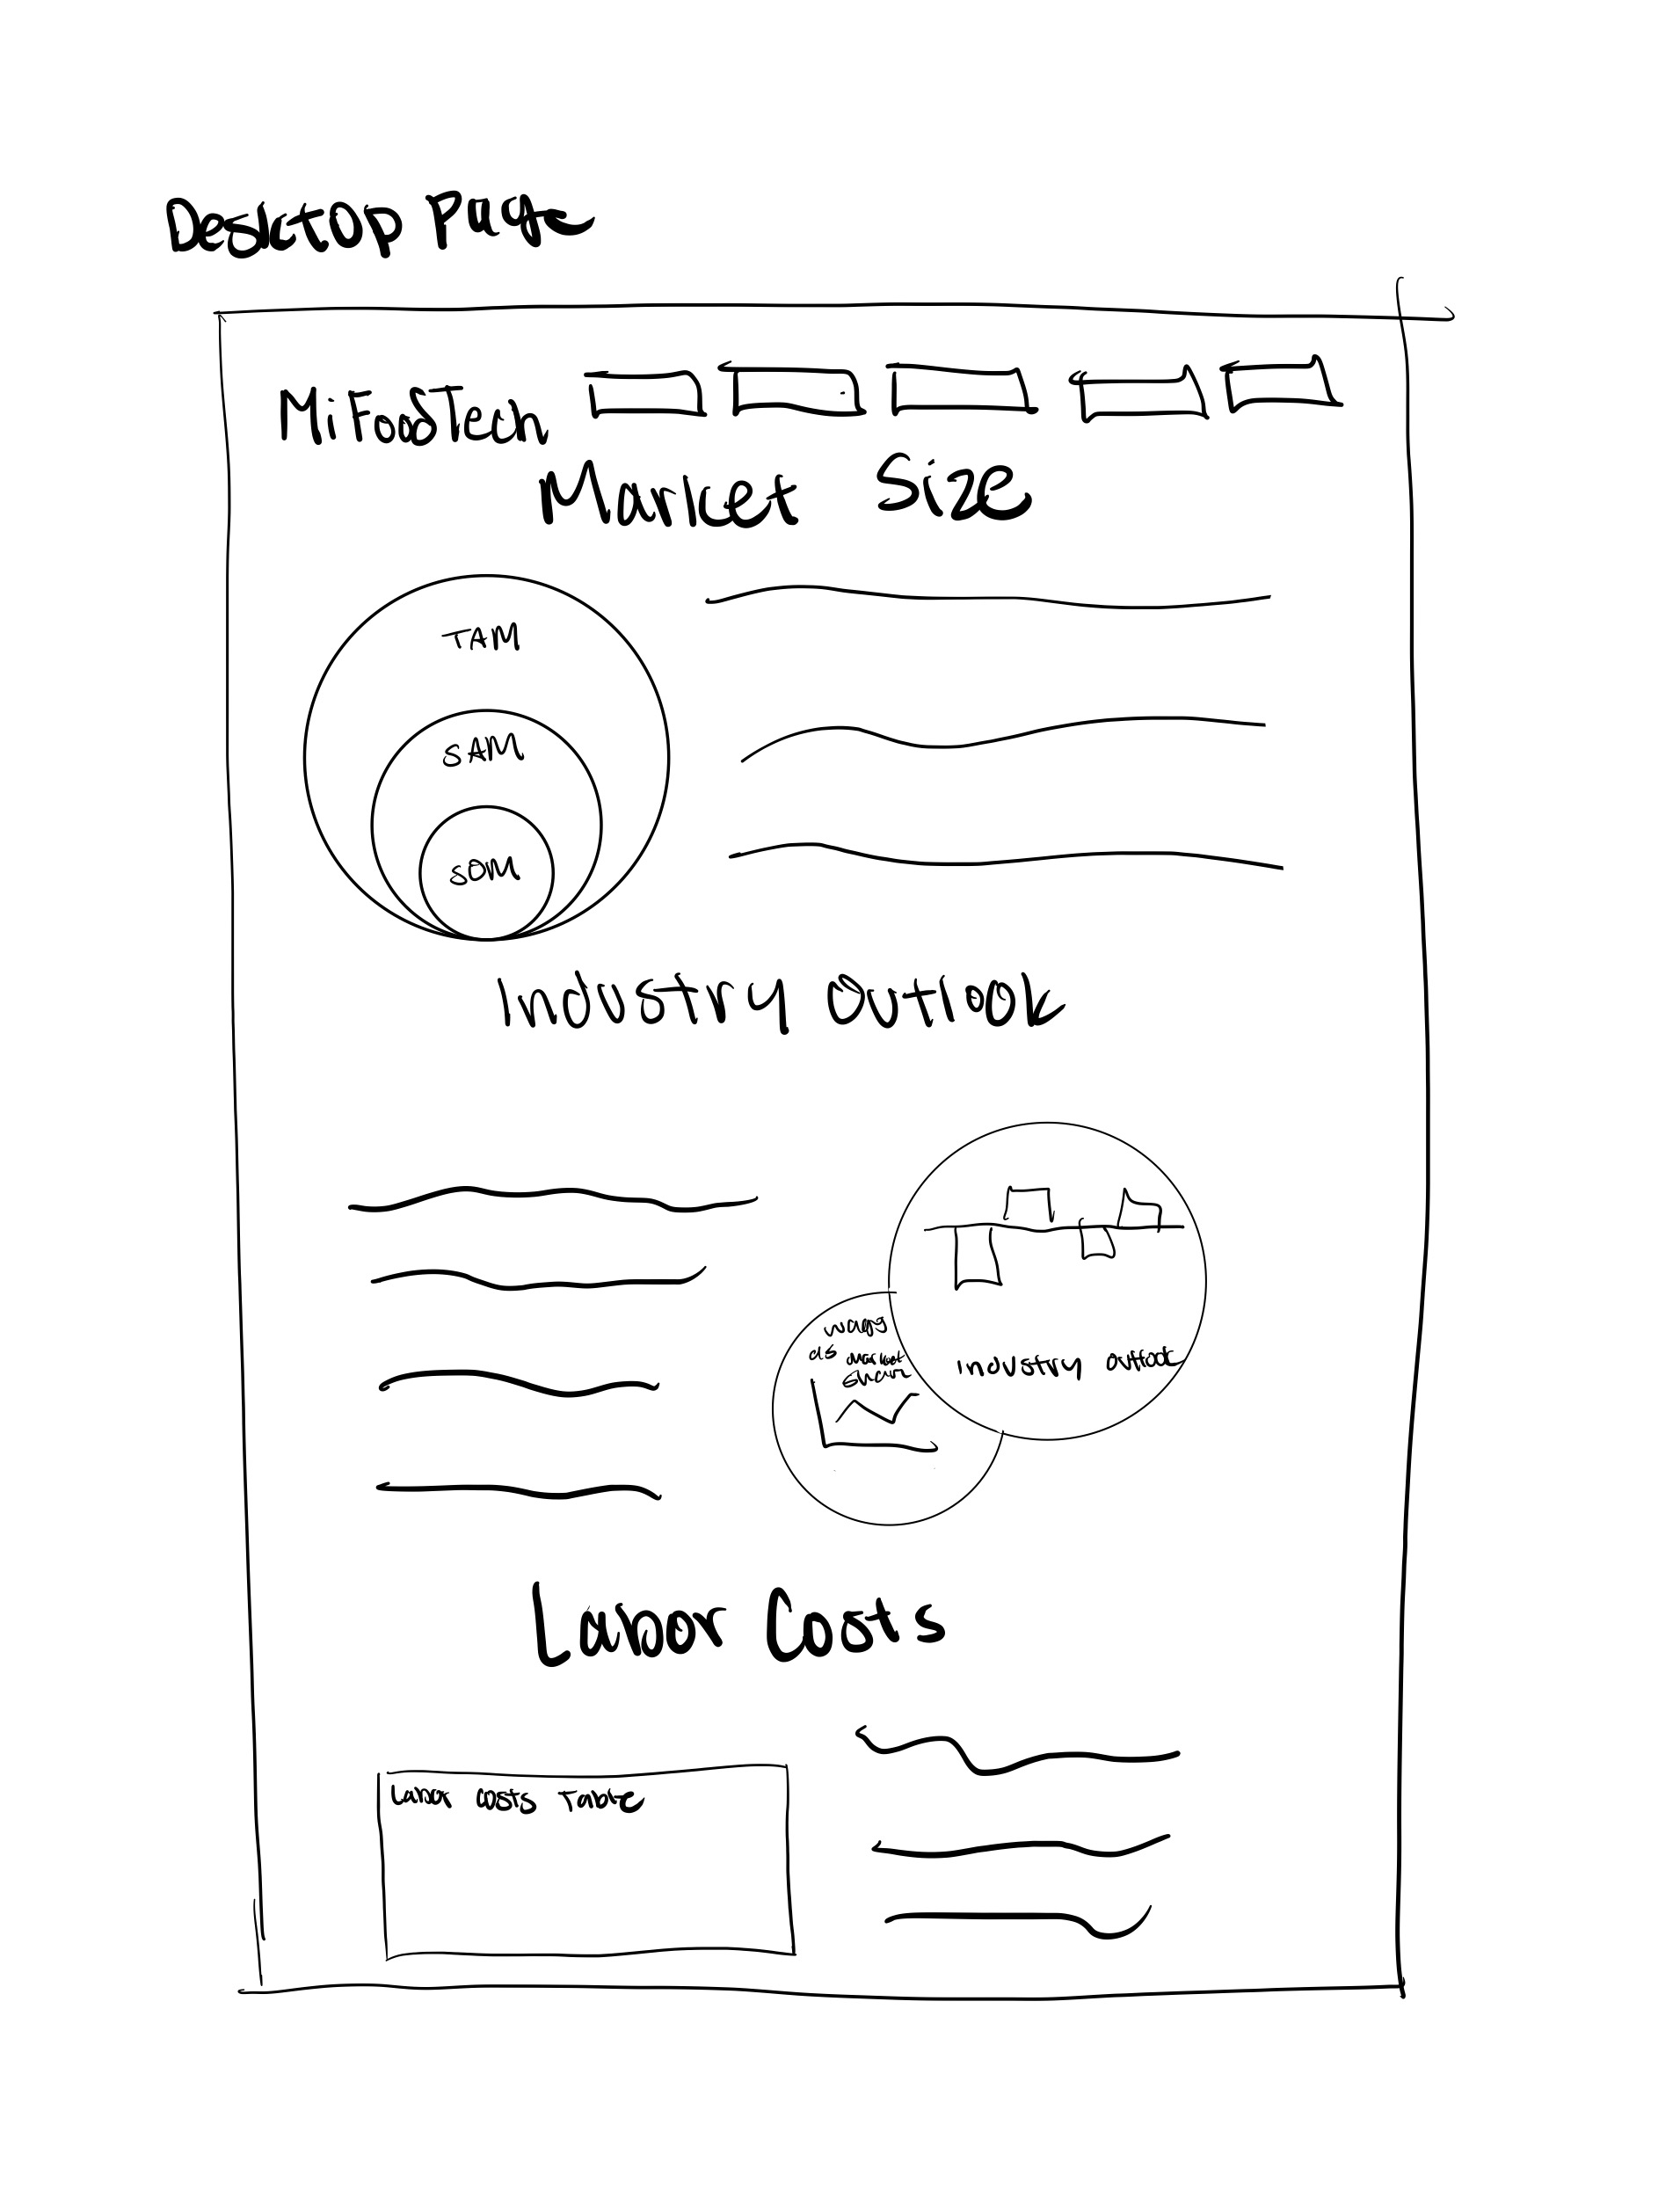 Desktop Page
MitoSTem
Market Size
TAM
SAM
SOM
Industry Outlook
wages
as market
share
industry outlook
Labor Costs
Labor costs Table